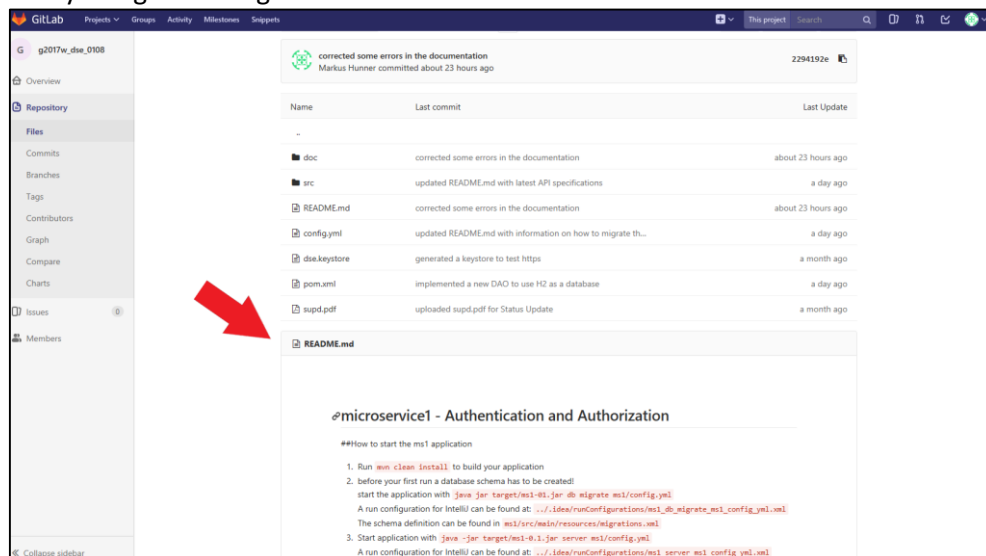 GitLab Projects Groups Activity Milestones Snippets This project Search
G g2017w_dse_0108
Overview
Repository
Files
Commits
Branches
Tags
Contributors
Graph
Compare
Charts
Issues 0
Members
Collapse sidebar
corrected some errors in the documentation
Markus Hunner committed about 23 hours ago
2294192e
Name Last commit Last Update
..
doc corrected some errors in the documentation about 23 hours ago
src updated README.md with latest API specifications a day ago
README.md corrected some errors in the documentation about 23 hours ago
config.yml updated README.md with information on how to migrate th... a day ago
dse.keystore generated a keystore to test https a month ago
pom.xml implemented a new DAO to use H2 as a database a day ago
supd.pdf uploaded supd.pdf for Status Update a month ago
README.md
microservice1 - Authentication and Authorization
##How to start the ms1 application
1. Run mvn clean install to build your application
2. before your first run a database schema has to be created!
start the application with java jar target/ms1-01.jar db migrate ms1/config.yml
A run configuration for IntelliJ can be found at: ../.idea/runConfigurations/ms1_db_migrate_ms1_config_yml.xml
The schema definition can be found in ms1/src/main/resources/migrations.xml
3. Start application with java -jar target/ms1-0.1.jar server ms1/config.yml
A run configuration for IntelliJ can be found at: ../.idea/runConfigurations/ms1_server_ms1_config_yml.xml